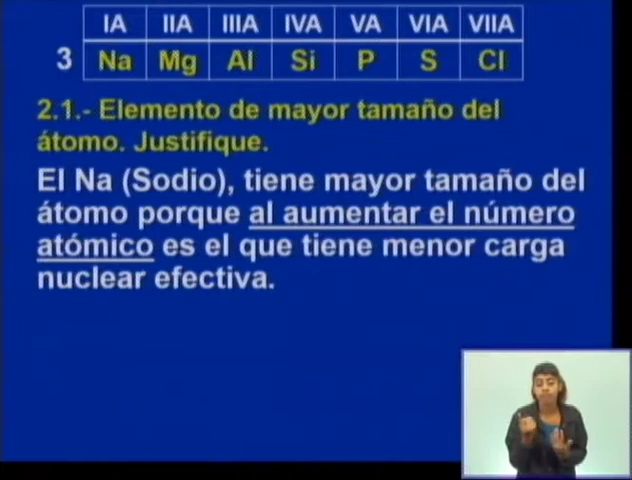 IA IIA IIIA IVA VA VIA VIIA
3 Na Mg Al Si P S Cl
2.1.- Elemento de mayor tamaño del
átomo. Justifique.
El Na (Sodio), tiene mayor tamaño del
átomo porque al aumentar el número
atómico es el que tiene menor carga
nuclear efectiva.